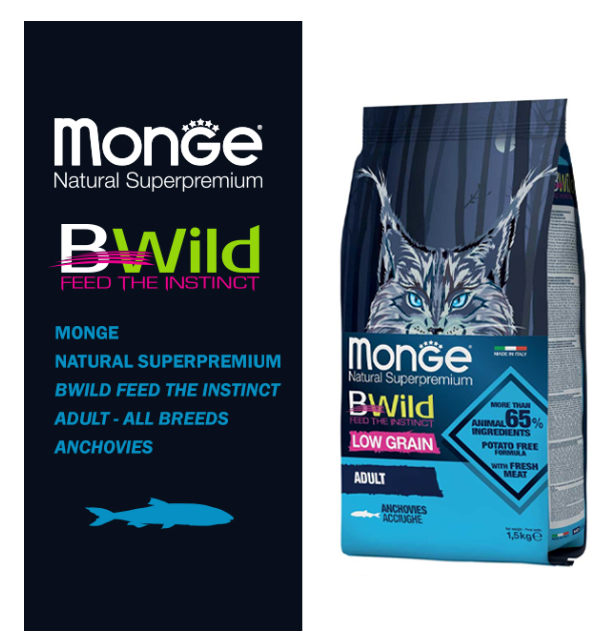 Monge
Natural Superpremium
BWild
FEED THE INSTINCT
MONGE
NATURAL SUPERPREMIUM
BWILD FEED THE INSTINCT
ADULT - ALL BREEDS
ANCHOVIES
Monge
MADE IN ITALY
Natural Superpremium
BWild
FEED THE INSTINCT
LOW GRAIN
MORE THAN
ANIMAL 65%
INGREDIENTS
POTATO FREE
FORMULA
WITH FRESH
MEAT
ADULT
ANCHOVIES
ACCIUGHE
1,5kg℮